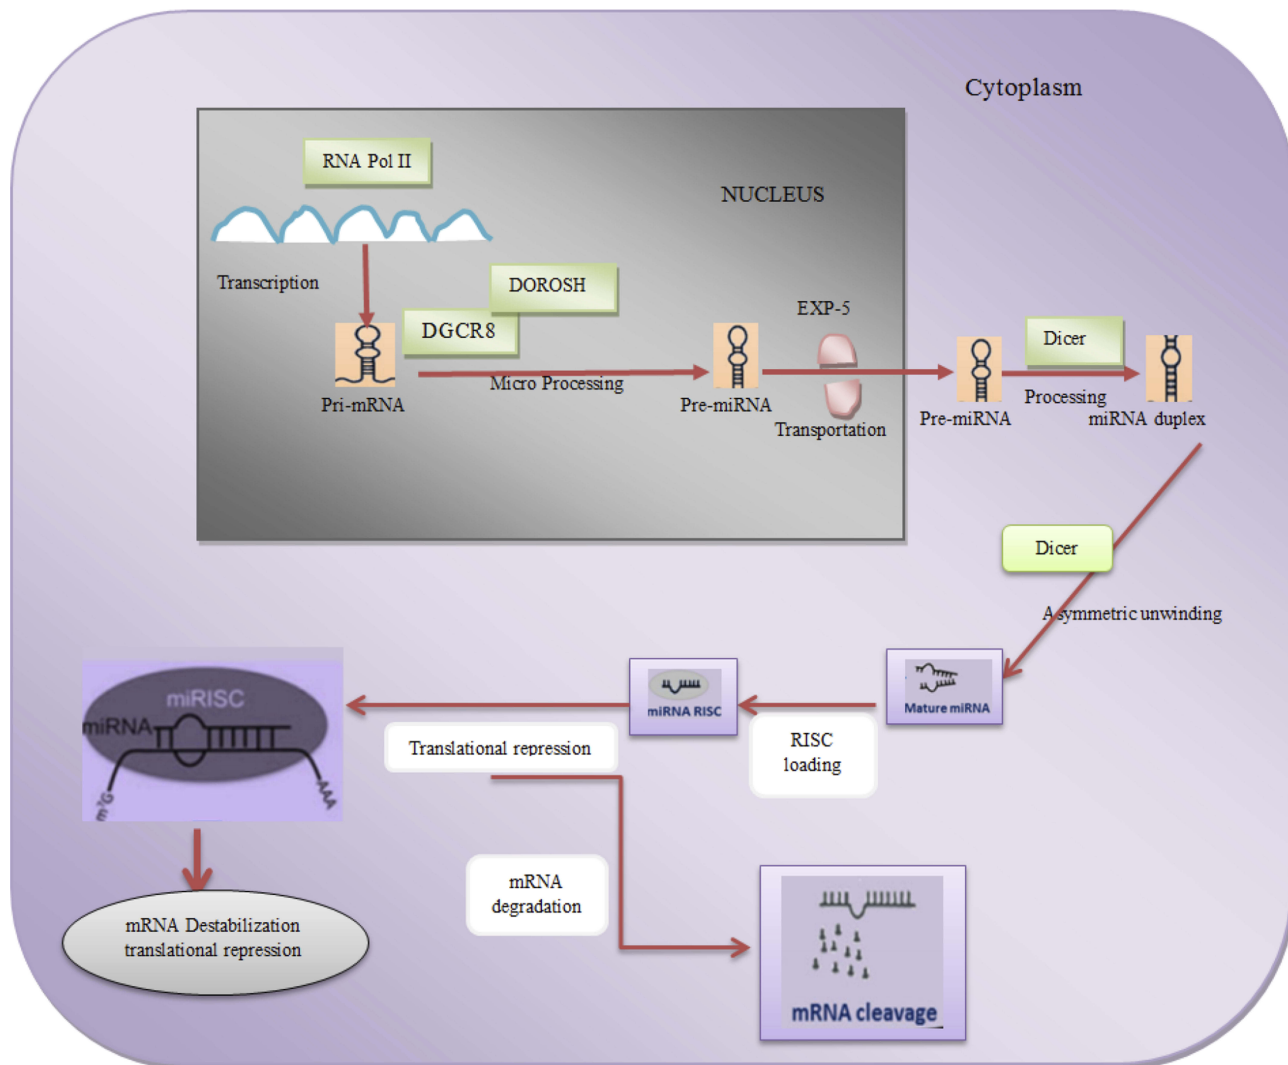 Cytoplasm
RNA Pol II
NUCLEUS
Transcription
DOROSH
DGCR8
EXP-5
Dicer
Micro Processing
Pri-mRNA
Pre-miRNA
Transportation
Pre-miRNA
Processing
miRNA duplex
Dicer
Asymmetric unwinding
Mature miRNA
miRNA RISC
RISC
loading
Translational repression
miRISC
miRNA
m⁷G
AAA
mRNA
degradation
mRNA Destabilization
translational repression
mRNA cleavage